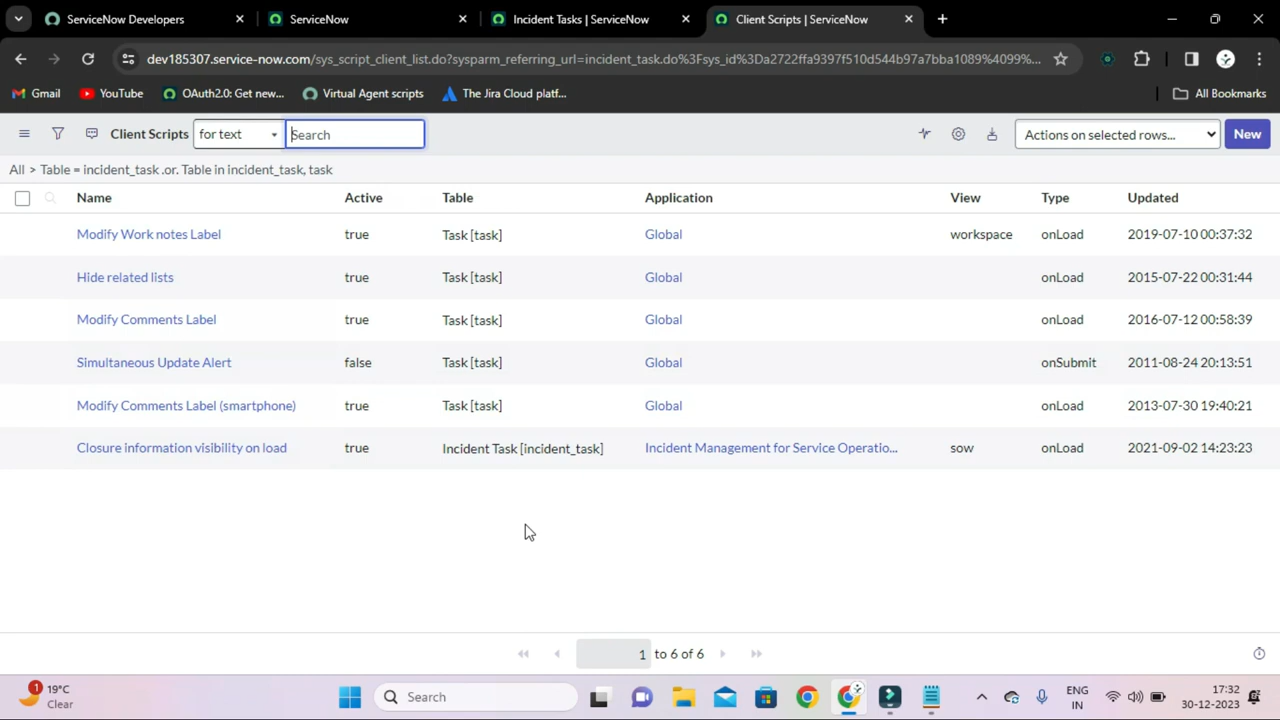 ServiceNow Developers
ServiceNow
Incident Tasks | ServiceNow
Client Scripts | ServiceNow
dev185307.service-now.com/sys_script_client_list.do?sysparm_referring_url=incident_task.do%3Fsys_id%3Da2722ffa9397f510d544b97a7bba1089%4099%...
Gmail
YouTube
OAuth2.0: Get new...
Virtual Agent scripts
The Jira Cloud platf...
All Bookmarks
Client Scripts
for text
Search
Actions on selected rows...
New
All > Table = incident_task .or. Table in incident_task, task
Name Active Table Application View Type Updated
Modify Work notes Label true Task [task] Global workspace onLoad 2019-07-10 00:37:32
Hide related lists true Task [task] Global onLoad 2015-07-22 00:31:44
Modify Comments Label true Task [task] Global onLoad 2016-07-12 00:58:39
Simultaneous Update Alert false Task [task] Global onSubmit 2011-08-24 20:13:51
Modify Comments Label (smartphone) true Task [task] Global onLoad 2013-07-30 19:40:21
Closure information visibility on load true Incident Task [incident_task] Incident Management for Service Operatio... sow onLoad 2021-09-02 14:23:23
1 to 6 of 6
1
19°C
Clear
Search
ENG
IN
17:32
30-12-2023